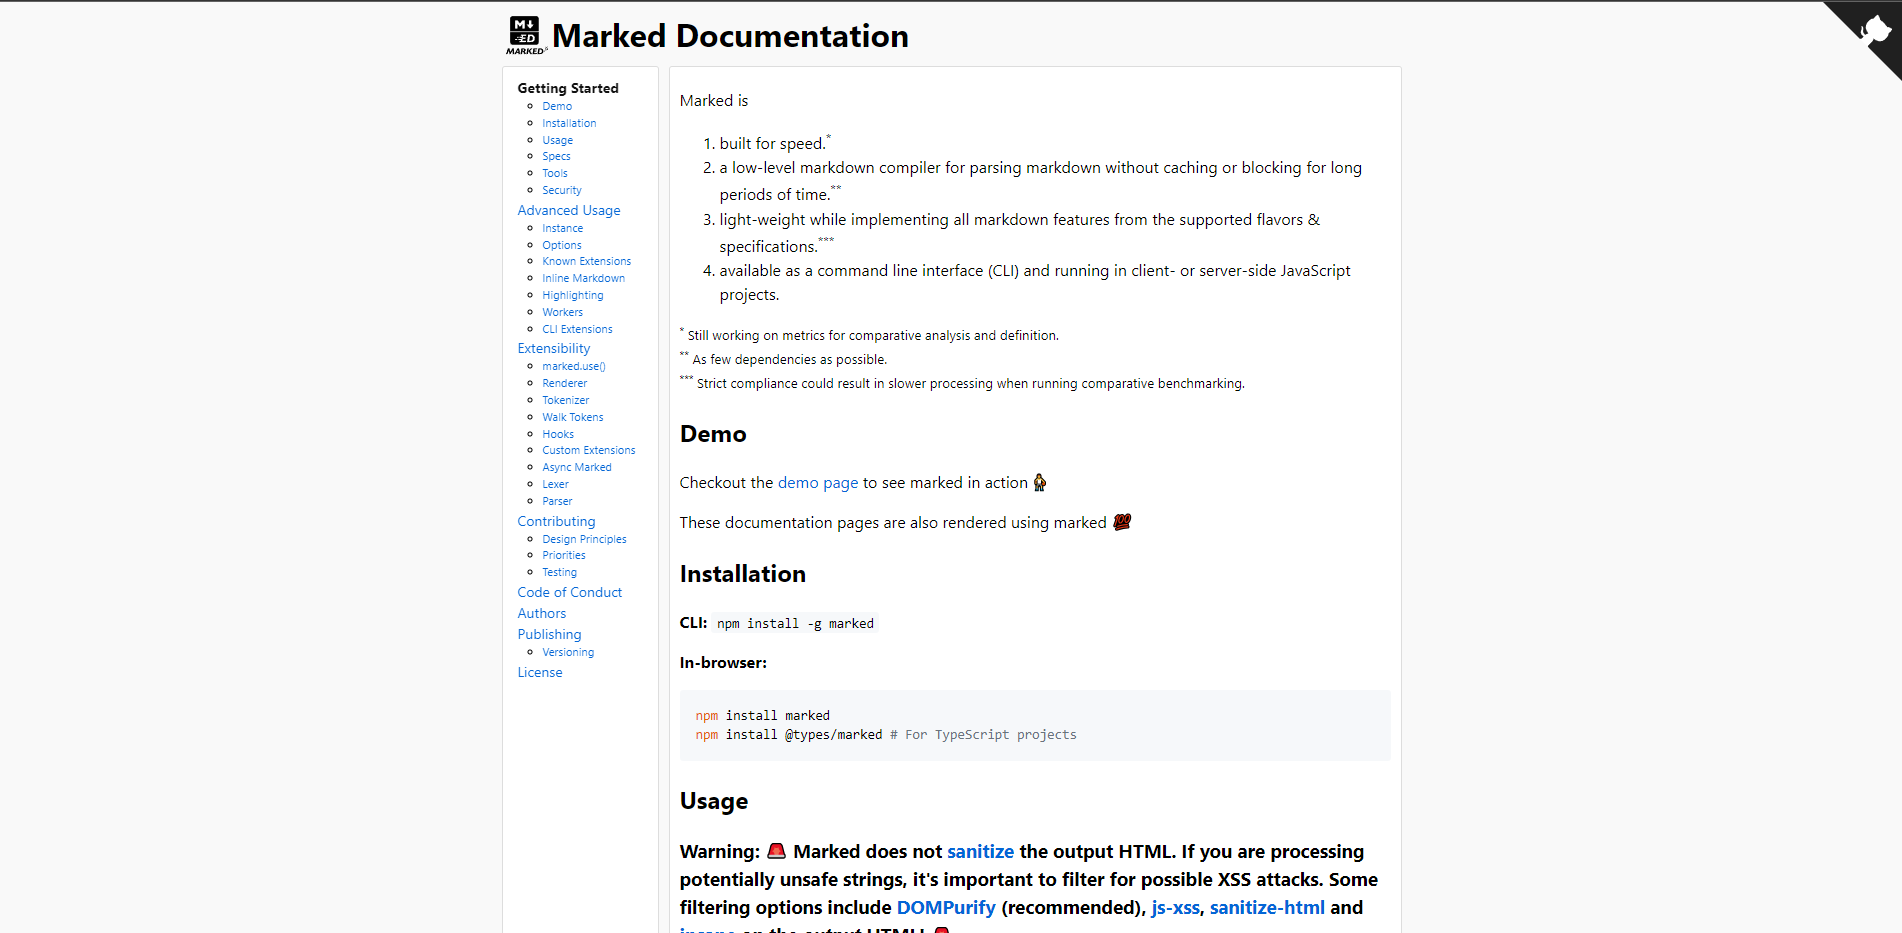 M
ED
MARKED
Marked Documentation
Getting Started
Demo
Installation
Usage
Specs
Tools
Security
Advanced Usage
Instance
Options
Known Extensions
Inline Markdown
Highlighting
Workers
CLI Extensions
Extensibility
marked.use()
Renderer
Tokenizer
Walk Tokens
Hooks
Custom Extensions
Async Marked
Lexer
Parser
Contributing
Design Principles
Priorities
Testing
Code of Conduct
Authors
Publishing
Versioning
License
Marked is
1. built for speed.*
2. a low-level markdown compiler for parsing markdown without caching or blocking for long
periods of time.**
3. light-weight while implementing all markdown features from the supported flavors &
specifications.***
4. available as a command line interface (CLI) and running in client- or server-side JavaScript
projects.
* Still working on metrics for comparative analysis and definition.
** As few dependencies as possible.
*** Strict compliance could result in slower processing when running comparative benchmarking.
Demo
Checkout the demo page to see marked in action
These documentation pages are also rendered using marked 💯
Installation
CLI: npm install -g marked
In-browser:
npm install marked
npm install @types/marked # For TypeScript projects
Usage
Warning: 🚨 Marked does not sanitize the output HTML. If you are processing
potentially unsafe strings, it's important to filter for possible XSS attacks. Some
filtering options include DOMPurify (recommended), js-xss, sanitize-html and
on the output HTML! 🚨